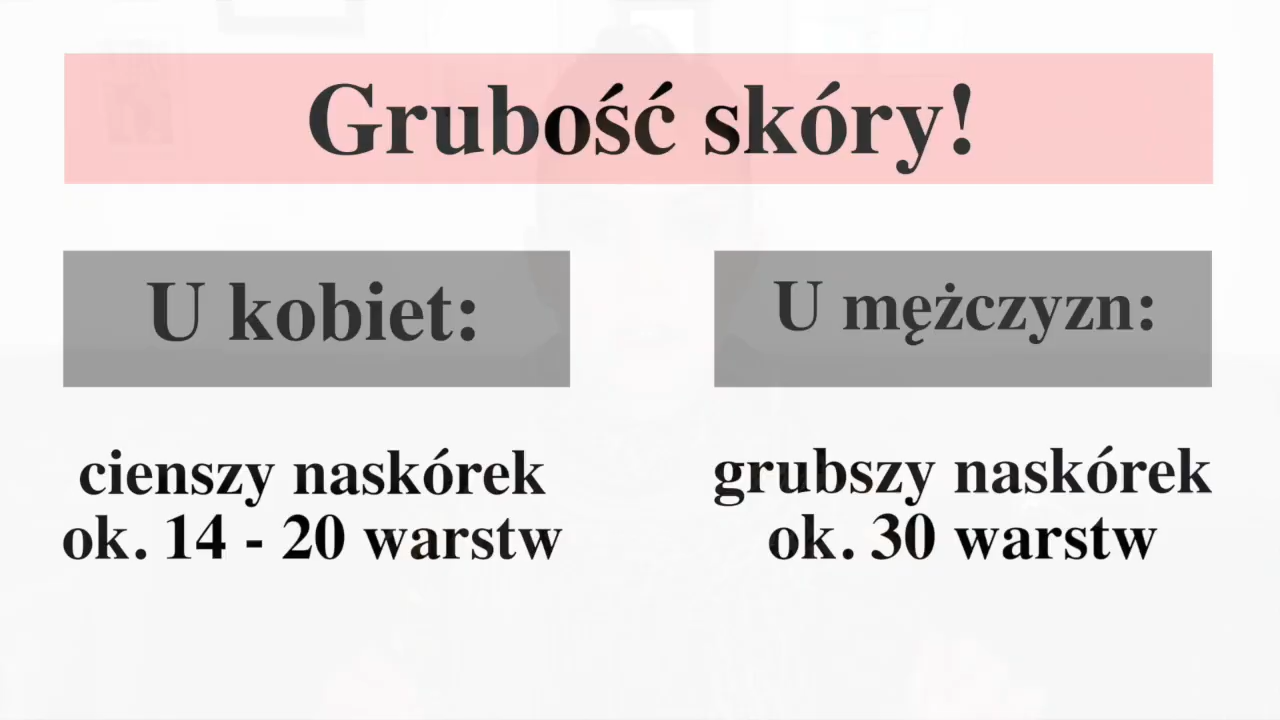 Grubość skóry!
U kobiet:
cienszy naskórek
ok. 14 - 20 warstw
U mężczyzn:
grubszy naskórek
ok. 30 warstw